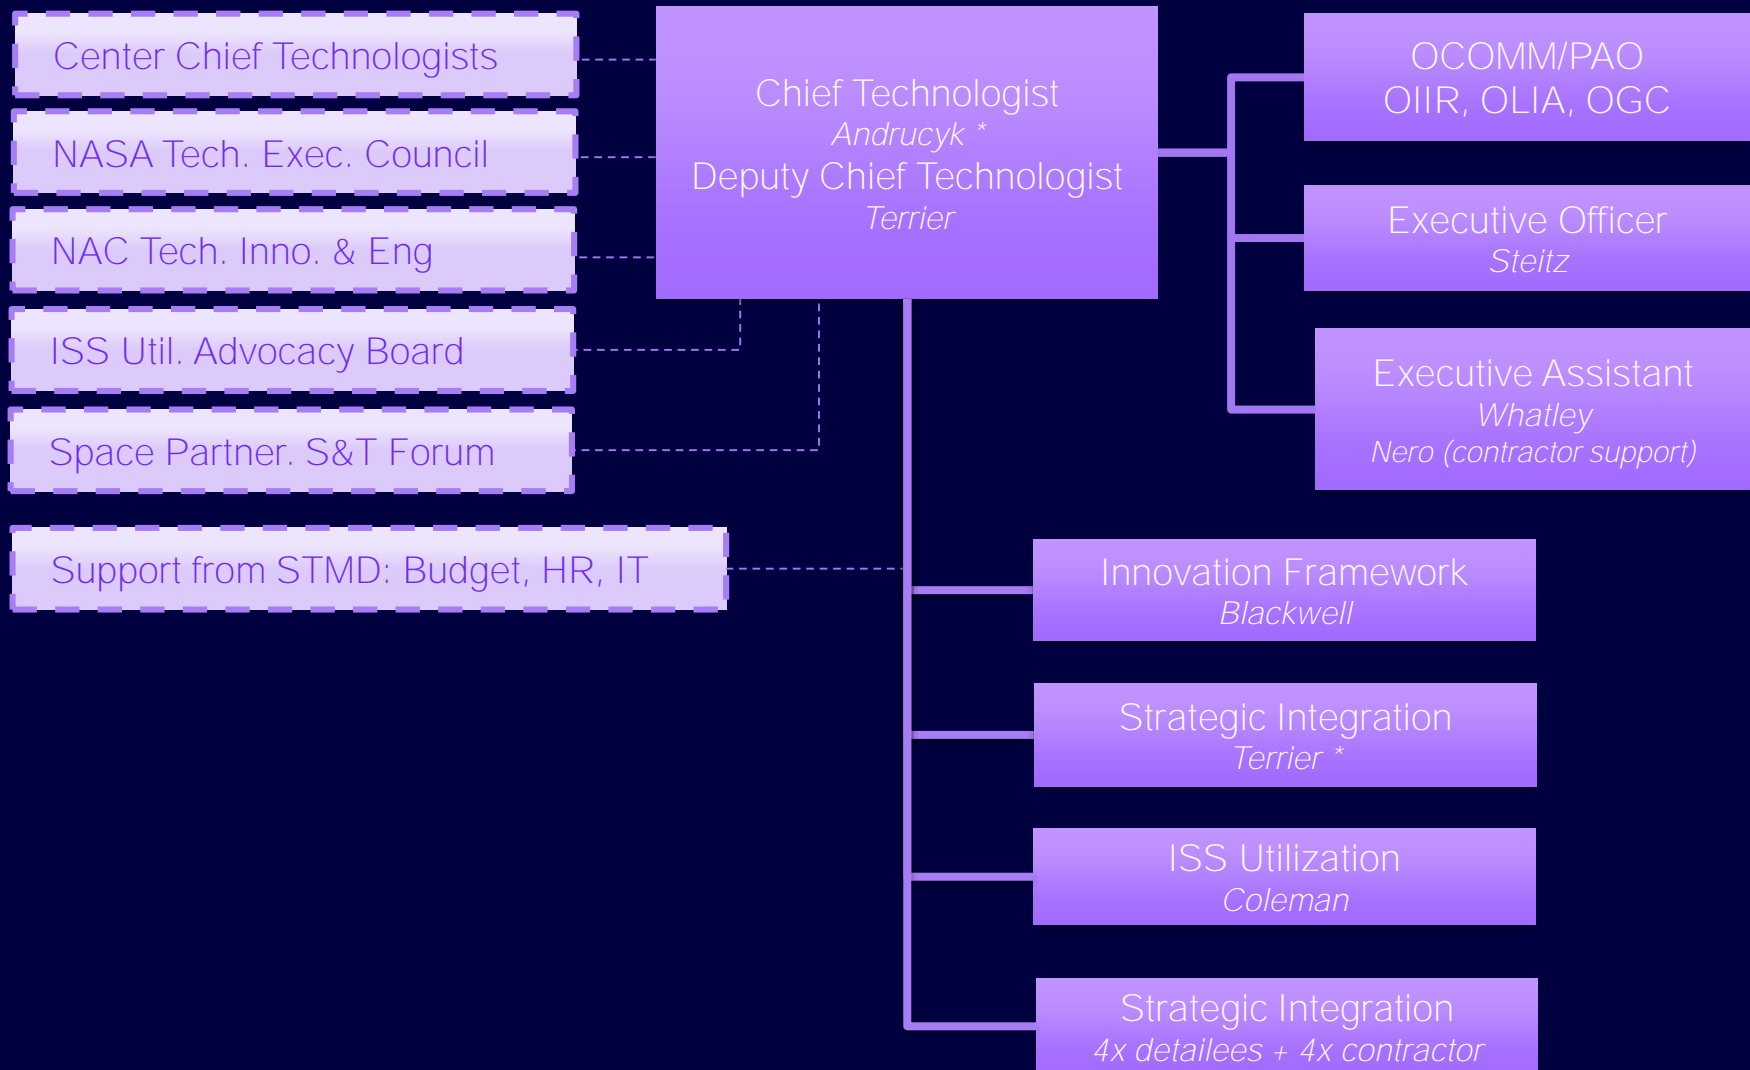 Center Chief Technologists
NASA Tech. Exec. Council
NAC Tech. Inno. & Eng
ISS Util. Advocacy Board
Space Partner. S&T Forum
Support from STMD: Budget, HR, IT
Chief Technologist
Andrucyk *
Deputy Chief Technologist
Terrier
OCOMM/PAO
OIIR, OLIA, OGC
Executive Officer
Steitz
Executive Assistant
Whatley
Nero (contractor support)
Innovation Framework
Blackwell
Strategic Integration
Terrier *
ISS Utilization
Coleman
Strategic Integration
4x detailees + 4x contractor